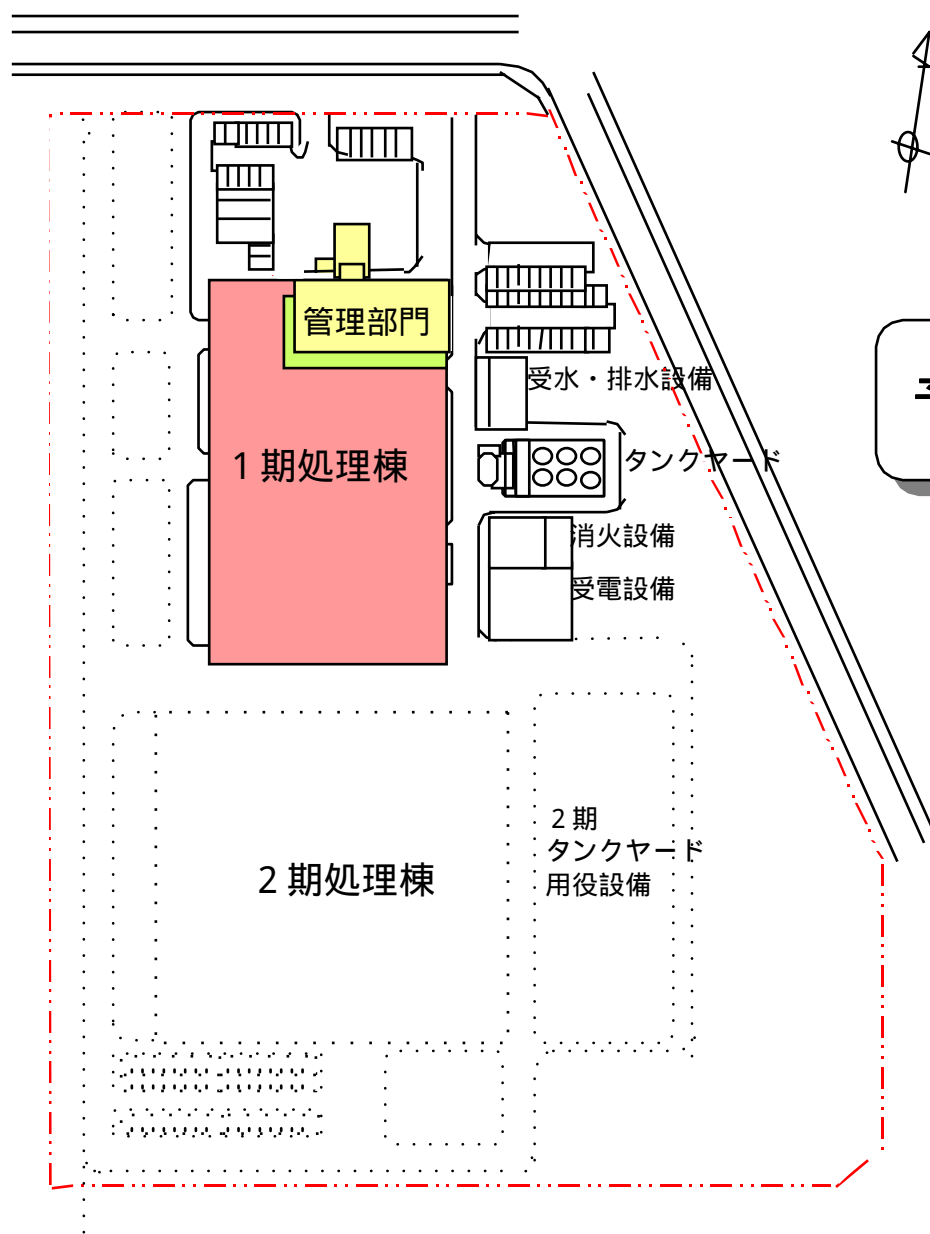 管理部門
受水・排水設備
1期処理棟
タンクヤード
消火設備
受電設備
2期
タンクヤード
用役設備
2期処理棟